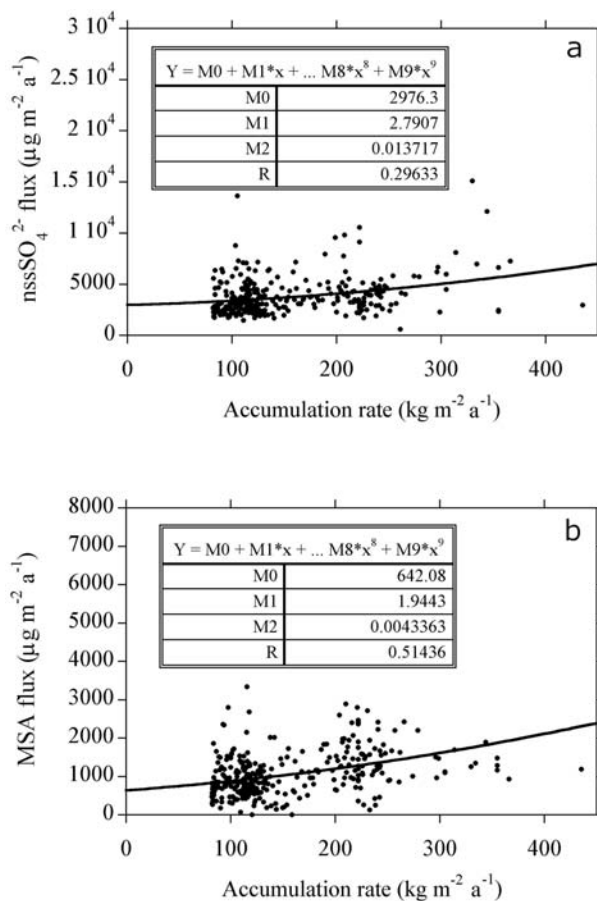 a
3 10⁴
2.5 10⁴
2 10⁴
1.5 10⁴
1 10⁴
5000
0
nssSO₄²⁻ flux (µg m⁻² a⁻¹)
Y = M0 + M1*x + ... M8*x⁸ + M9*x⁹
M0 2976.3
M1 2.7907
M2 0.013717
R 0.29633
0 100 200 300 400
Accumulation rate (kg m⁻² a⁻¹)
b
8000
7000
6000
5000
4000
3000
2000
1000
0
MSA flux (µg m⁻² a⁻¹)
Y = M0 + M1*x + ... M8*x⁸ + M9*x⁹
M0 642.08
M1 1.9443
M2 0.0043363
R 0.51436
0 100 200 300 400
Accumulation rate (kg m⁻² a⁻¹)